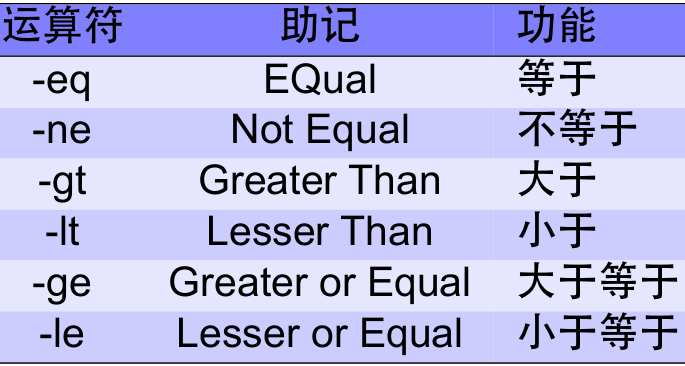 运算符 助记 功能
-eq EQual 等于
-ne Not Equal 不等于
-gt Greater Than 大于
-lt Lesser Than 小于
-ge Greater or Equal 大于等于
-le Lesser or Equal 小于等于